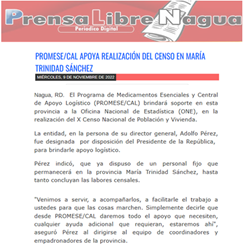 PrensaLibreNagua
Periodico Digital
PROMESE/CAL APOYA REALIZACIÓN DEL CENSO EN MARÍA
TRINIDAD SÁNCHEZ
MIÉRCOLES, 9 DE NOVIEMBRE DE 2022
Nagua, RD. El Programa de Medicamentos Esenciales y Central
de Apoyo Logístico (PROMESE/CAL) brindará soporte en esta
provincia a la Oficina Nacional de Estadística (ONE), en la
realización del X Censo Nacional de Población y Vivienda.
La entidad, en la persona de su director general, Adolfo Pérez,
fue designada por disposición del Presidente de la República,
para brindarle apoyo logístico.
Pérez indicó, que ya dispuso de un personal fijo que
permanecerá en la provincia María Trinidad Sánchez, hasta
tanto concluyan las labores censales.
"Venimos a servir, a acompañarlos, a facilitarle el trabajo a
ustedes para que las cosas marchen. Simplemente decirle que
desde PROMESE/CAL daremos todo el apoyo que necesiten,
cualquier ayuda adicional que requieran, estaremos ahí",
aseguró Pérez al dirigirse al equipo de coordinadores y
empadronadores de la provincia.